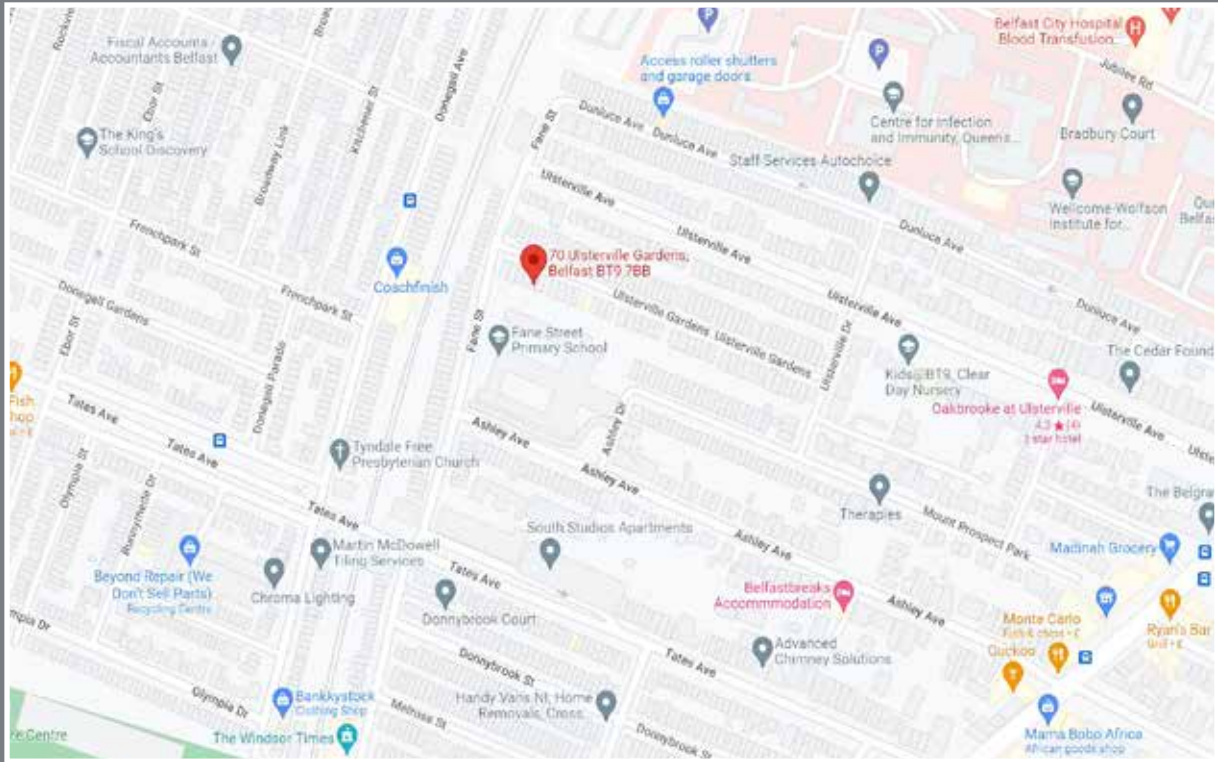 Fiscal Accounta
Accountants Belfast
Access roller shutters
and garage doors
Belfast City Hospital
Blood Transfusion...
Jubilee Rd
Ebor St
Broadway Link
Kitchener St
Donegall Ave
Fane St
The King's
School Discovery
Dunluce Ave
Dunluce Ave
Centre for Infection
and Immunity, Queens...
Bradbury Court
Staff Services Autochoice
Wellcome-Wolfson
Institute for...
Ulsterville Ave
Ulsterville Ave
Dunluce Ave
Frenchpark St
70 Ulsterville Gardens,
Belfast BT9 7BB
Coachfinish
Donegall Gardens
Frenchpark St
Ulsterville Gardens
Ulsterville Gardens
Ulsterville Ave
Dunluce Ave
Ebor St
Fane St
Fane Street
Primary School
Ulsterville Dr
The Cedar Found
Kids@BT9, Clear
Day Nursery
Donegall Parade
Fish
Tates Ave
Tates Ave
Ashley Dr
Oakbrooke at Ulsterville
3 star hotel
Ulsterville Ave
Tyndale Free
Presbyterian Church
Ashley Ave
Ashley Ave
Olympia St
Runnymede Dr
Therapies
The Belgra
Tates Ave
South Studios Apartments
Ashley Ave
Mount Prospect Park
Madinah Grocery
Martin McDowell
Tiling Services
Beyond Repair (We
Don't Sell Parts)
Recycling Centre
Chroma Lighting
Tates Ave
Donnybrook Court
Belfastbreaks
Accommmodation
Ashley Ave
Monte Carlo
Ryan's Bar
Cuckoo
Advanced
Chimney Solutions
Tates Ave
Donnybrook St
Olympia Dr
Bankkystock
Clothing Shop
Melrose St
Handy Vans NI, Home
Removals, Cross...
Donnybrook St
The Windsor Times
Mama Bobo Africa
African goods shop